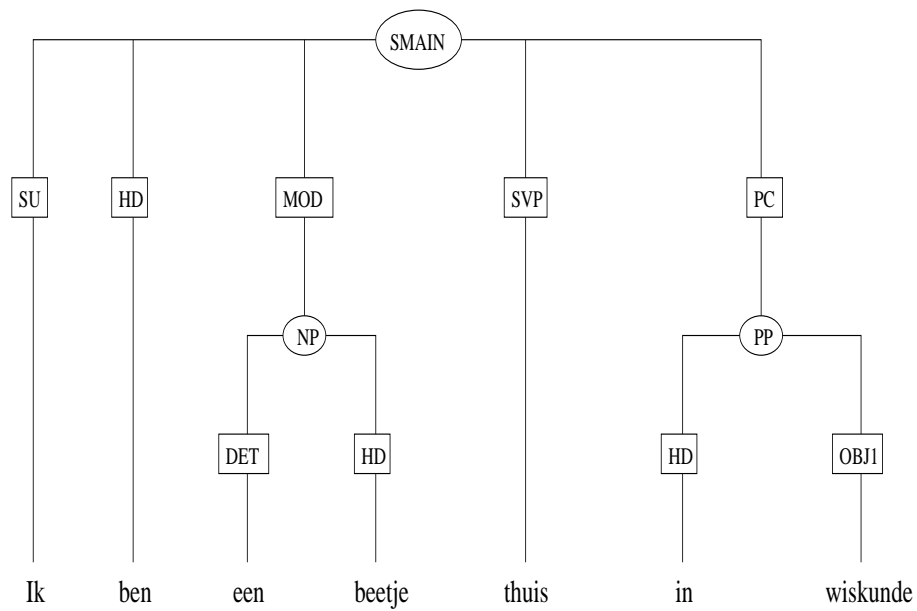 SMAIN
SU HD MOD SVP PC
NP PP
DET HD HD OBJ1
Ik ben een beetje thuis in wiskunde